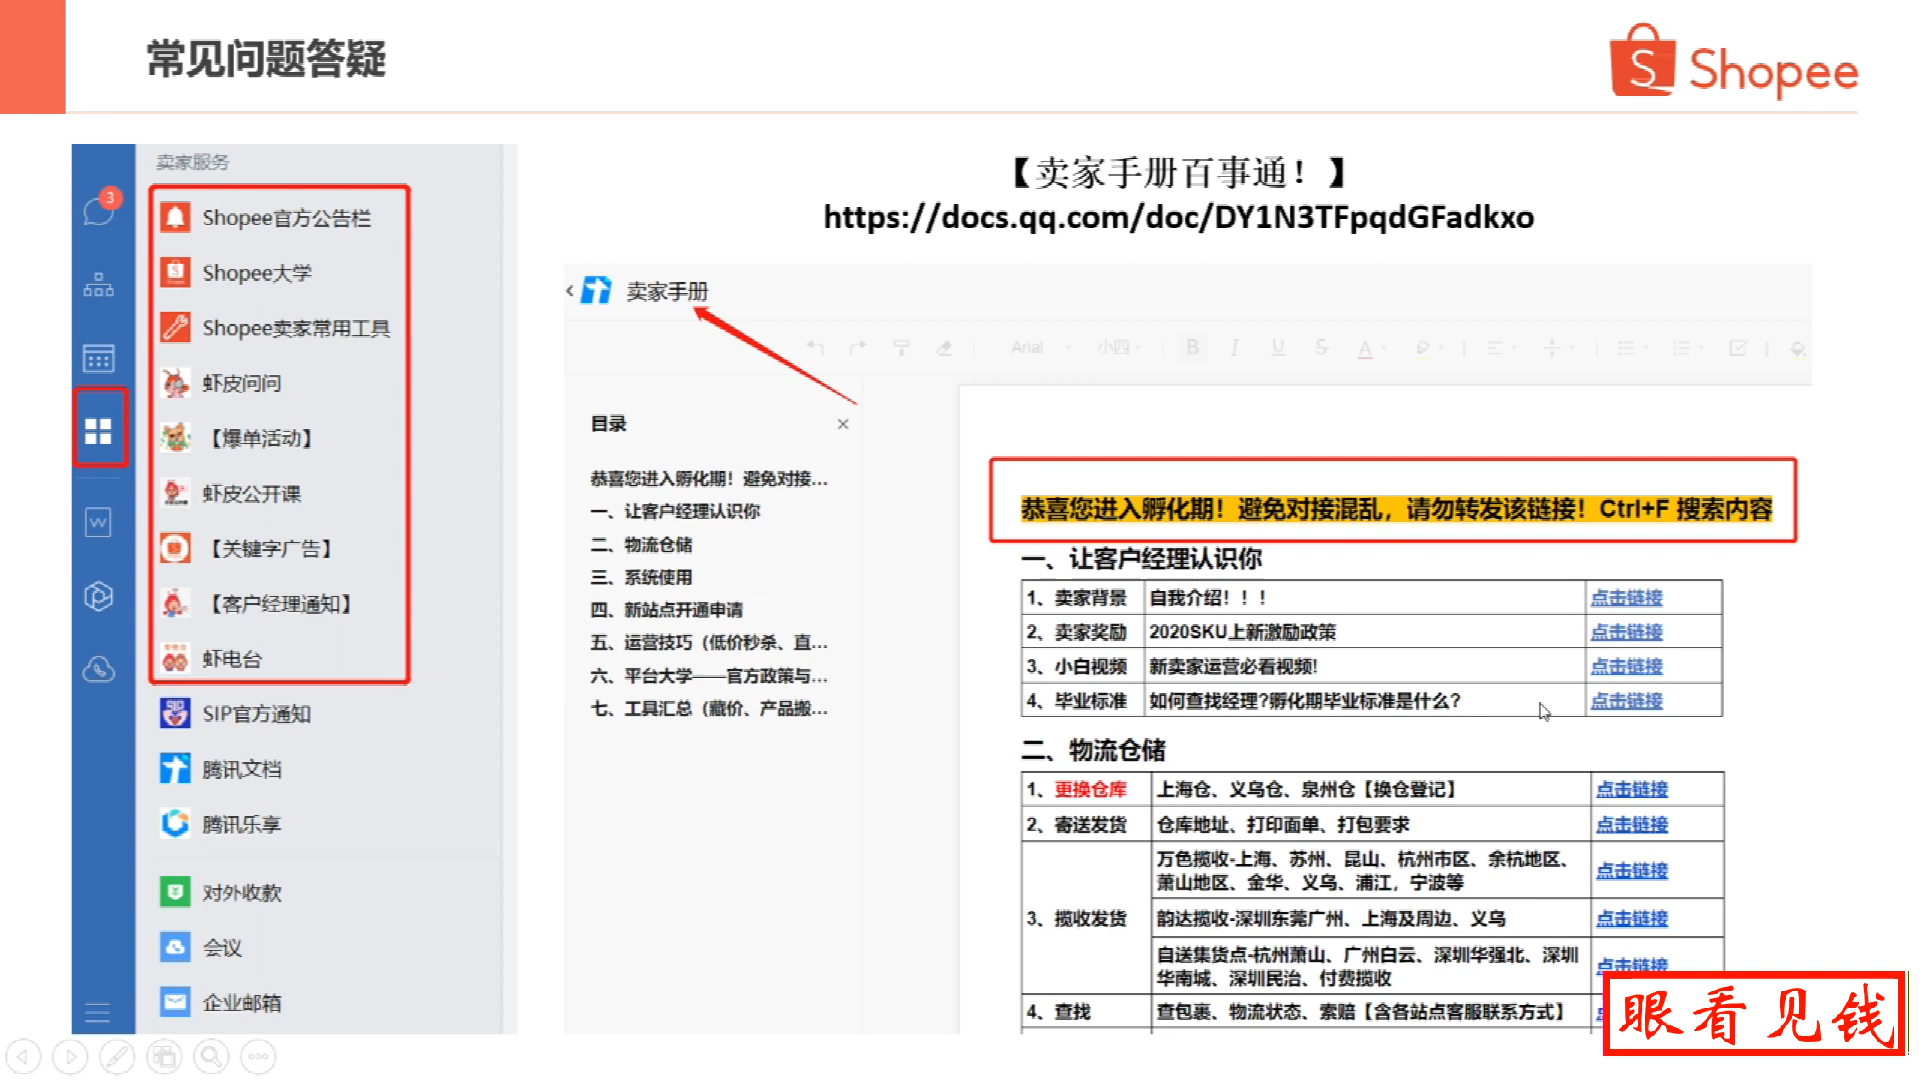 常见问题答疑
Shopee
卖家服务
3
Shopee官方公告栏
Shopee大学
Shopee卖家常用工具
虾皮问问
【爆单活动】
虾皮公开课
【关键字广告】
【客户经理通知】
虾电台
SIP官方通知
腾讯文档
腾讯乐享
对外收款
会议
企业邮箱
【卖家手册百事通！】
https://docs.qq.com/doc/DY1N3TFpqdGFadkxo
卖家手册
Arial 小四 B I U S A
目录
恭喜您进入孵化期！避免对接...
一、让客户经理认识你
二、物流仓储
三、系统使用
四、新站点开通申请
五、运营技巧（低价秒杀、直...
六、平台大学——官方政策与...
七、工具汇总（藏价、产品搬...
恭喜您进入孵化期！避免对接混乱，请勿转发该链接！Ctrl+F 搜索内容
一、让客户经理认识你
1、卖家背景 自我介绍！！！ 点击链接
2、卖家奖励 2020SKU上新激励政策 点击链接
3、小白视频 新卖家运营必看视频! 点击链接
4、毕业标准 如何查找经理?孵化期毕业标准是什么? 点击链接
二、物流仓储
1、更换仓库 上海仓、义乌仓、泉州仓【换仓登记】 点击链接
2、寄送发货 仓库地址、打印面单、打包要求 点击链接
3、揽收发货 万色揽收-上海、苏州、昆山、杭州市区、余杭地区、
萧山地区、金华、义乌、浦江，宁波等 点击链接
韵达揽收-深圳东莞广州、上海及周边、义乌 点击链接
自送集货点-杭州萧山、广州白云、深圳华强北、深圳
华南城、深圳民治、付费揽收 点击链接
4、查找 查包裹、物流状态、索赔【含各站点客服联系方式】
眼看见钱